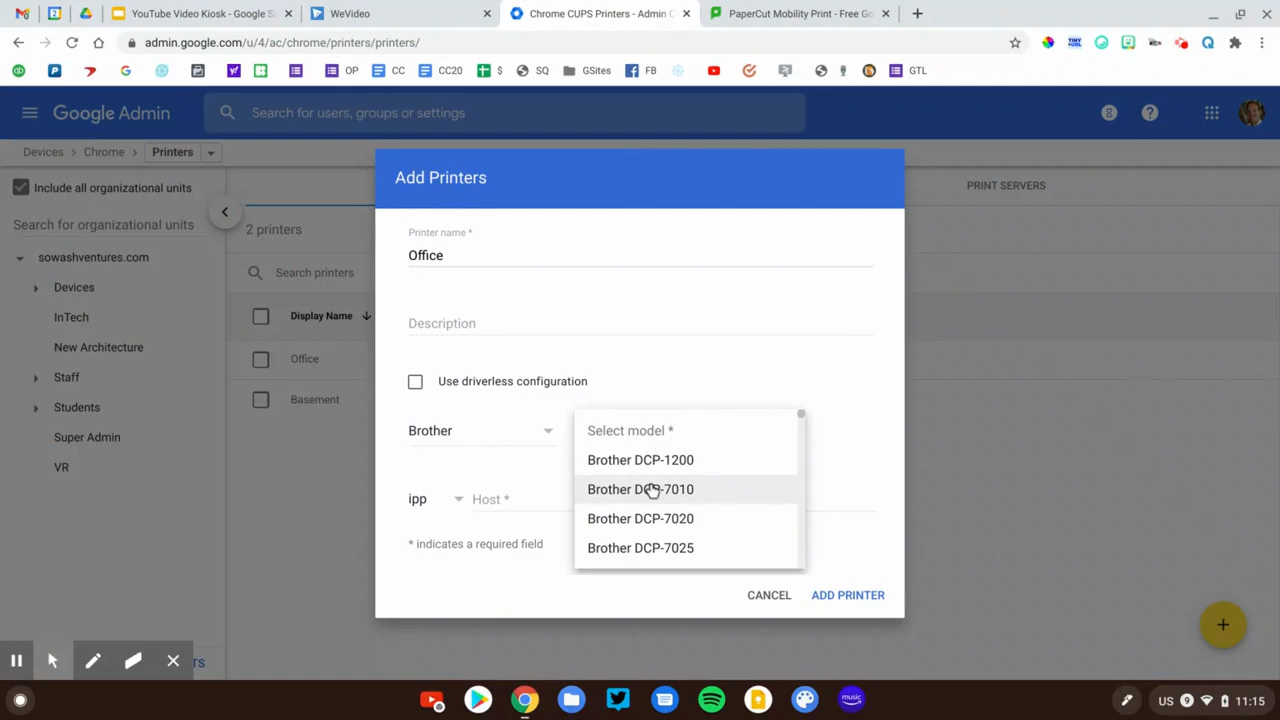 YouTube Video Kiosk - Google S
WeVideo
Chrome CUPS Printers - Admin C
PaperCut Mobility Print - Free Go
admin.google.com/u/4/ac/chrome/printers/printers/
OP
CC
CC20
$
SQ
GSites
FB
GTL
Google Admin
Search for users, groups or settings
Devices
Chrome
Printers
Include all organizational units
Search for organizational units
sowashventures.com
Devices
InTech
New Architecture
Staff
Students
Super Admin
VR
PRINT SERVERS
2 printers
Search printers
Display Name
Office
Basement
Add Printers
Printer name *
Office
Description
Use driverless configuration
Brother
Select model *
Brother DCP-1200
Brother DCP-7010
Brother DCP-7020
Brother DCP-7025
ipp
Host *
* indicates a required field
CANCEL
ADD PRINTER
TS
US
9
11:15